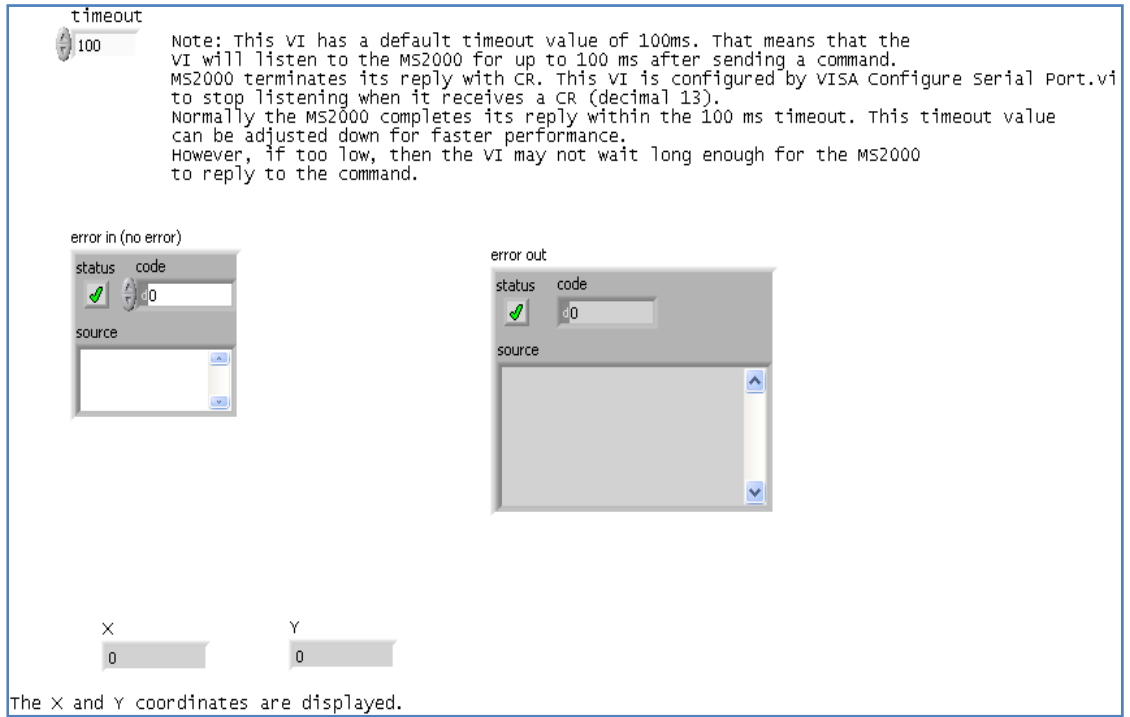 timeout
100
Note: This VI has a default timeout value of 100ms. That means that the
VI will listen to the MS2000 for up to 100 ms after sending a command.
MS2000 terminates its reply with CR. This VI is configured by VISA Configure Serial Port.vi
to stop listening when it receives a CR (decimal 13).
Normally the MS2000 completes its reply within the 100 ms timeout. This timeout value
can be adjusted down for faster performance.
However, if too low, then the VI may not wait long enough for the MS2000
to reply to the command.
error in (no error)
status code
d0
source
error out
status code
d0
source
X Y
0 0
The X and Y coordinates are displayed.